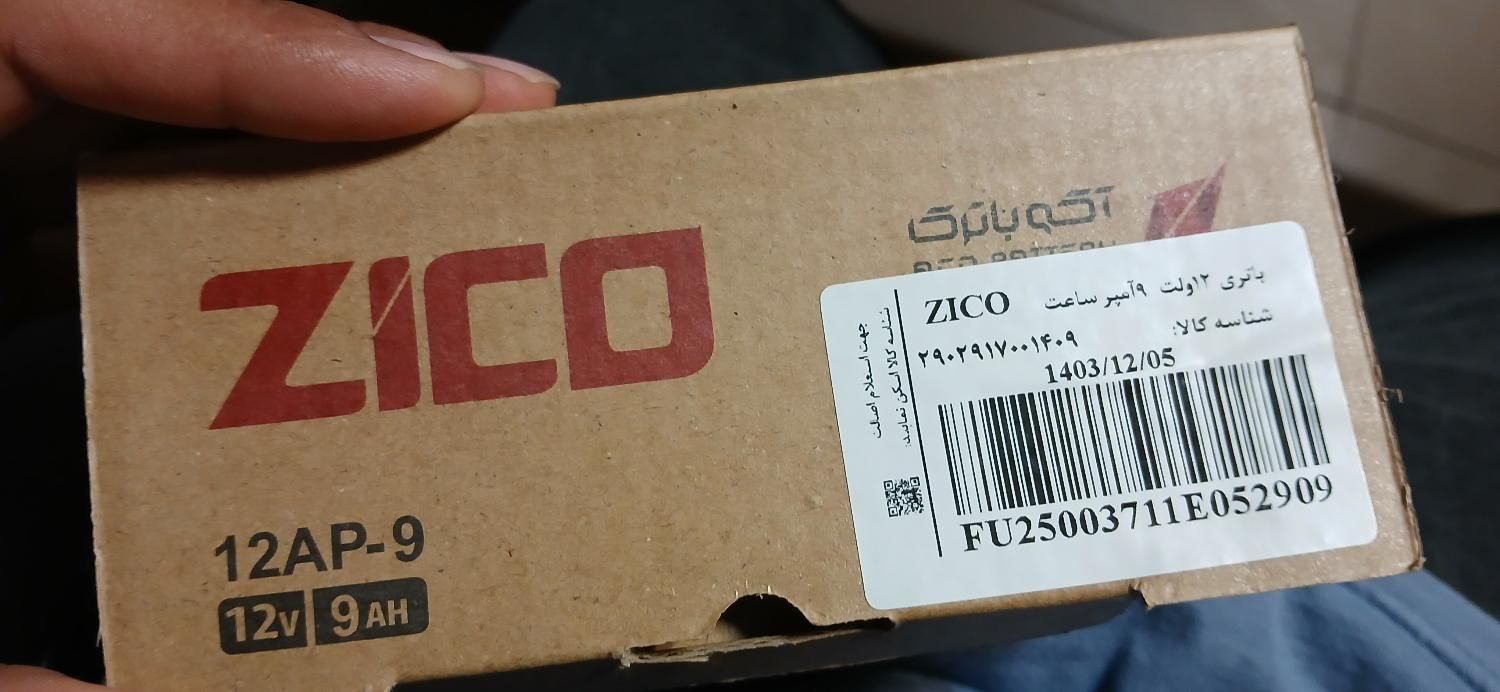 ZICO
12AP-9
12v 9AH
آکو باتری
باتری ۱۲ولت ۹آمپر ساعت ZICO
شناسه کالا:
۲۹۰۲۹۱۷۰۰۱۴۰۹
1403/12/05
FU25003711E052909
جهت استعلام اصالت
شناسه کالا اسکن نمایید: